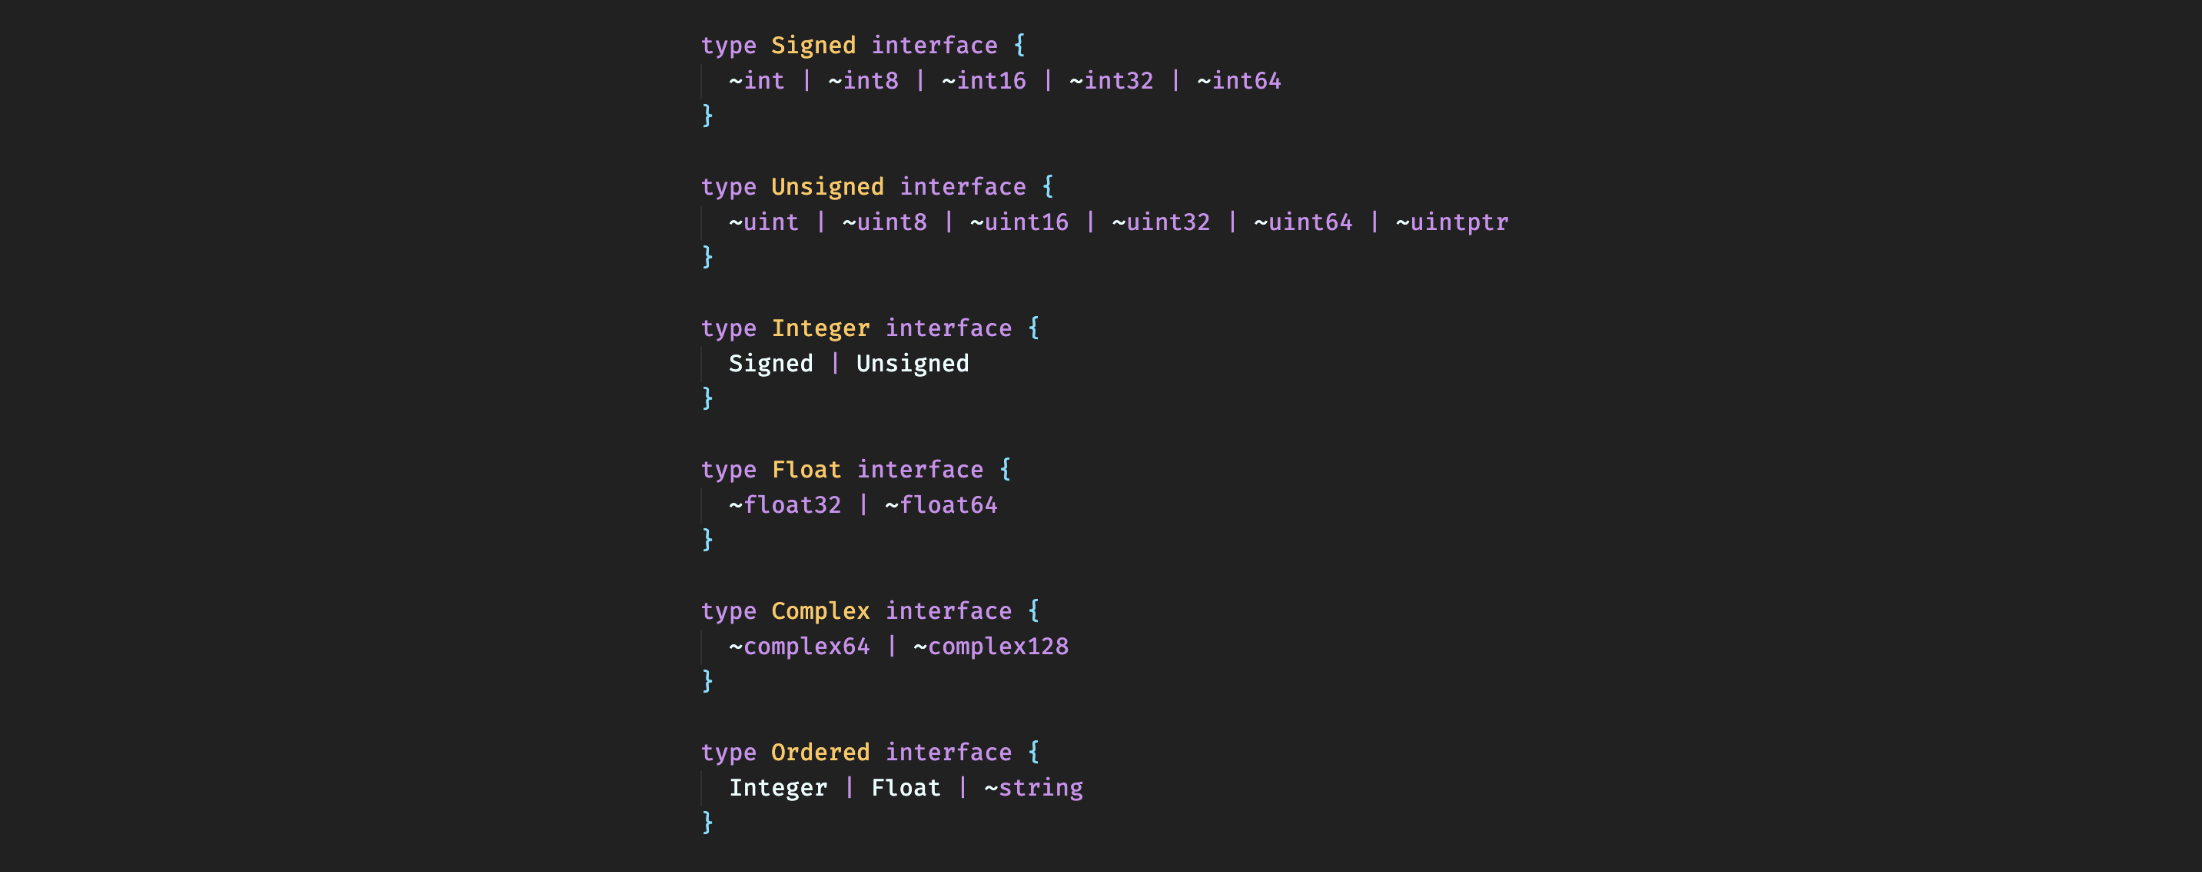 type Signed interface {
  ~int | ~int8 | ~int16 | ~int32 | ~int64
}

type Unsigned interface {
  ~uint | ~uint8 | ~uint16 | ~uint32 | ~uint64 | ~uintptr
}

type Integer interface {
  Signed | Unsigned
}

type Float interface {
  ~float32 | ~float64
}

type Complex interface {
  ~complex64 | ~complex128
}

type Ordered interface {
  Integer | Float | ~string
}